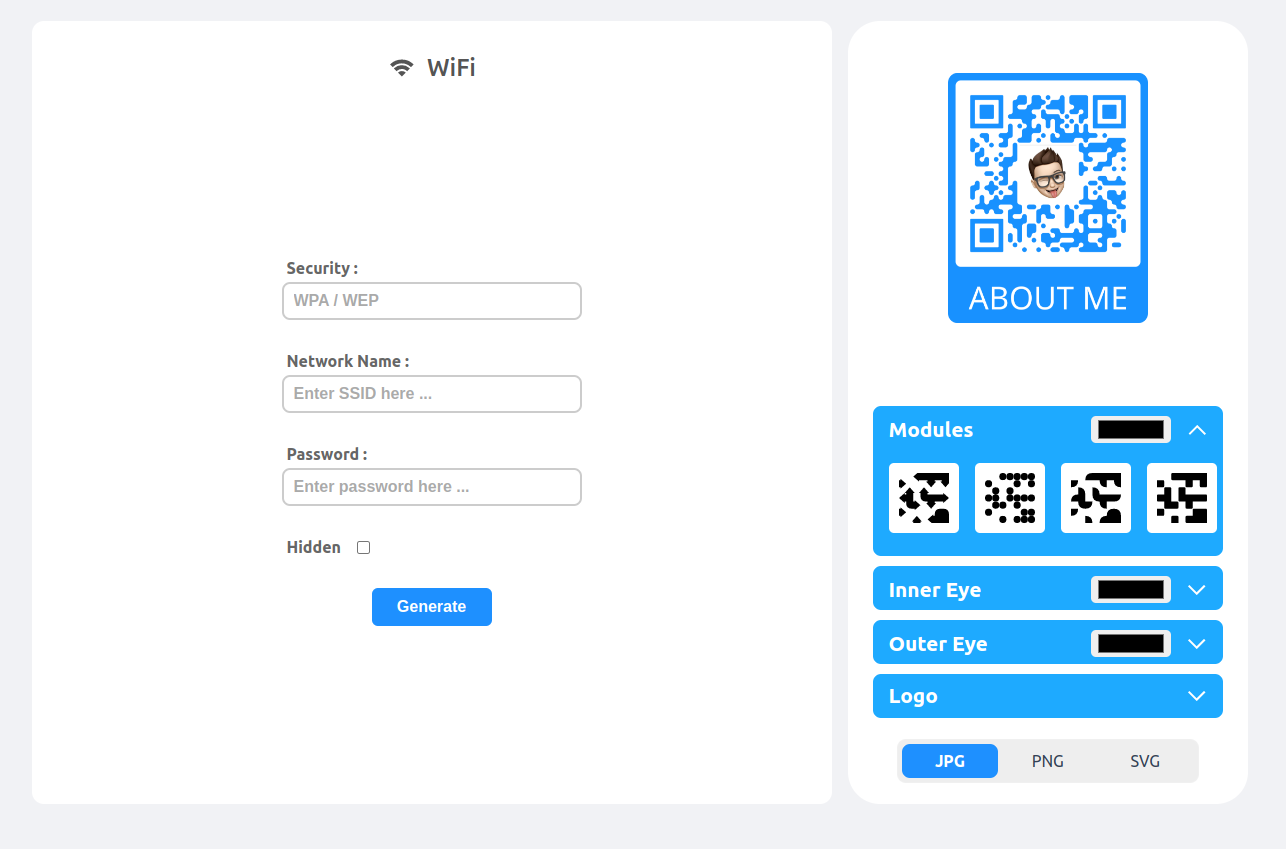 WiFi
Security :
WPA / WEP
Network Name :
Enter SSID here ...
Password :
Enter password here ...
Hidden
Generate
ABOUT ME
Modules
Inner Eye
Outer Eye
Logo
JPG PNG SVG